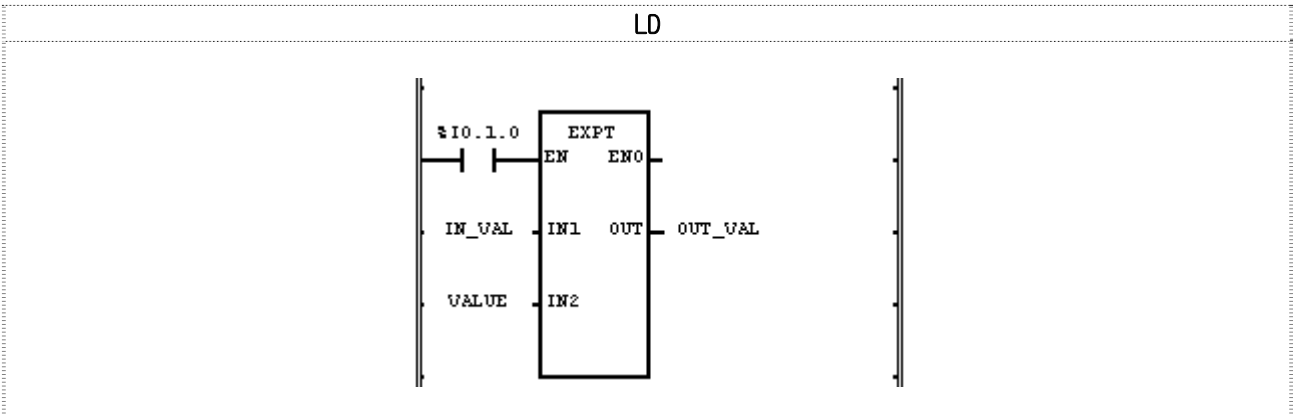 LD
%I0.1.0 EXPT
EN ENO
IN_VAL IN1 OUT OUT_VAL
VALUE IN2